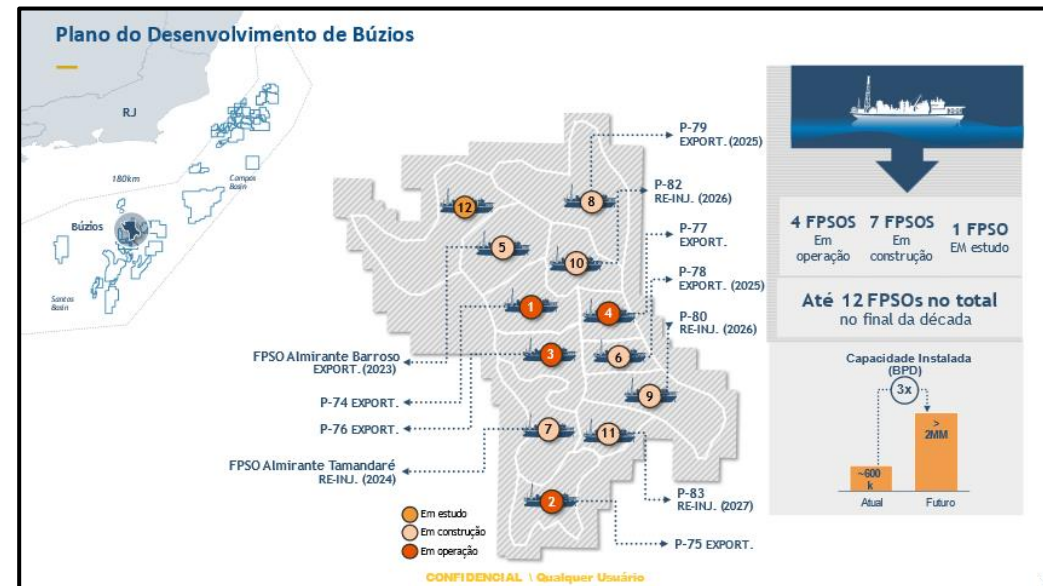 Plano do Desenvolvimento de Búzios
RJ
180km
Campos
Basin
Búzios
Santos
Basin
12
8
5
10
1
4
3
6
9
7
11
2
P-79
EXPORT. (2025)
P-82
RE-INJ. (2026)
P-77
EXPORT.
P-78
EXPORT. (2025)
P-80
RE-INJ. (2026)
FPSO Almirante Barroso
EXPORT. (2023)
P-74 EXPORT.
P-76 EXPORT.
FPSO Almirante Tamandaré
RE-INJ. (2024)
P-83
RE-INJ. (2027)
P-75 EXPORT.
Em estudo
Em construção
Em operação
4 FPSOS
Em
operação
7 FPSOS
Em
construção
1 FPSO
EM estudo
Até 12 FPSOs no total
no final da década
Capacidade Instalada
(BPD)
3x
~600
k
>
2MM
Atual
Futuro
CONFIDENCIAL \ Qualquer Usuário